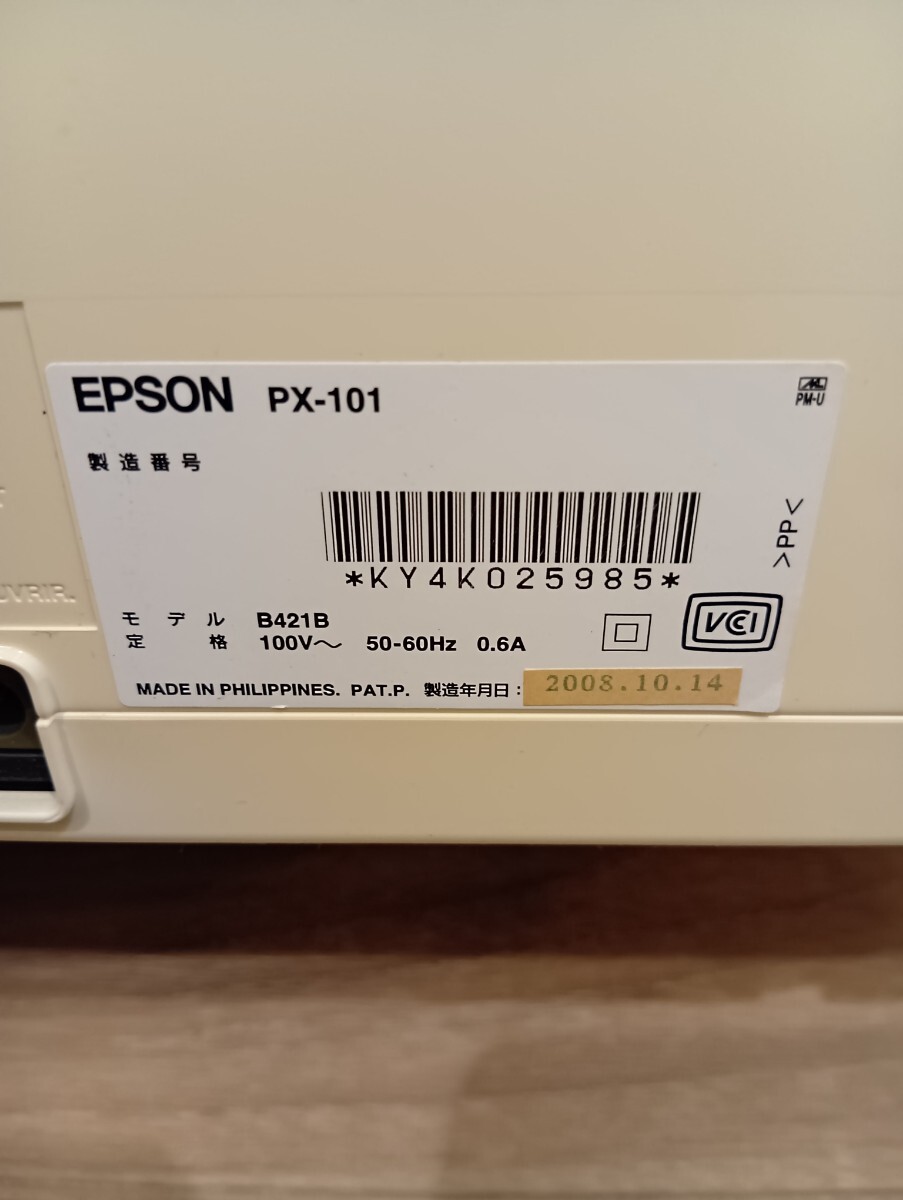 EPSON PX-101
PM-U
製造番号
*KY4K025985*
>PP<
モデル B421B
定格 100V～ 50-60Hz 0.6A
VCCI
MADE IN PHILIPPINES. PAT.P. 製造年月日: 2008.10.14
UVRIR.